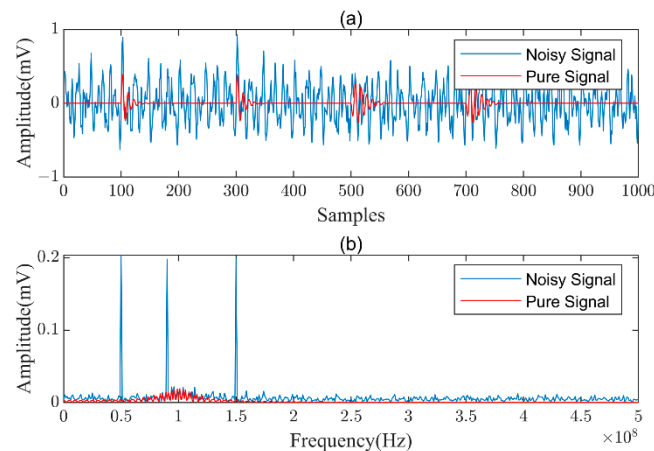 (a)
Amplitude(mV)
1
0
−1
Noisy Signal
Pure Signal
0 100 200 300 400 500 600 700 800 900 1000
Samples
(b)
Amplitude(mV)
0.2
0.1
0
Noisy Signal
Pure Signal
0 0.5 1 1.5 2 2.5 3 3.5 4 4.5 5
×10⁸
Frequency(Hz)